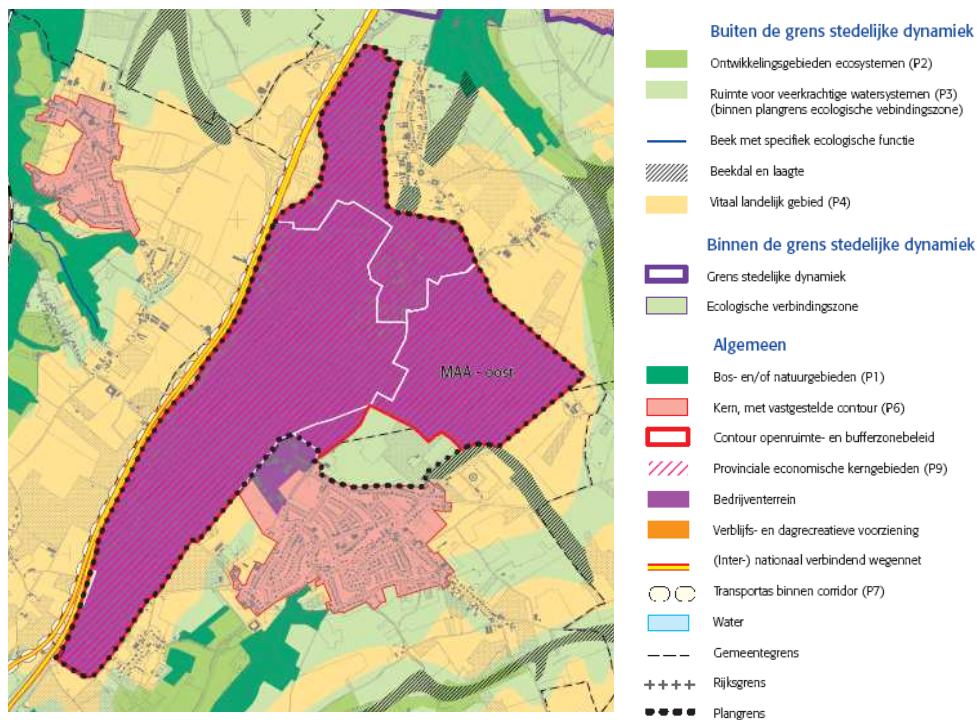 MAA - oost
Buiten de grens stedelijke dynamiek
Ontwikkelingsgebieden ecosystemen (P2)
Ruimte voor veerkrachtige watersystemen (P3)
(binnen plangrens ecologische vebindingszone)
Beek met specifiek ecologische functie
Beekdal en laagte
Vitaal landelijk gebied (P4)
Binnen de grens stedelijke dynamiek
Grens stedelijke dynamiek
Ecologische verbindingzone
Algemeen
Bos- en/of natuurgebieden (P1)
Kern, met vastgestelde contour (P6)
Contour openruimte- en bufferzonebeleid
Provinciale economische kerngebieden (P9)
Bedrijventerrein
Verblijfs- en dagrecreatieve voorziening
(Inter-) nationaal verbindend wegennet
Transportas binnen corridor (P7)
Water
Gemeentegrens
Rijksgrens
Plangrens